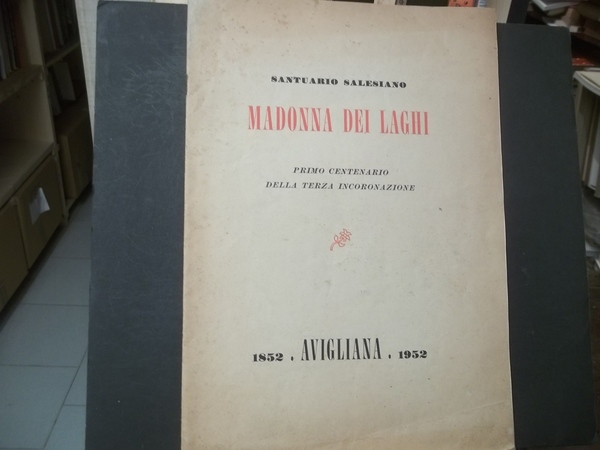 SANTUARIO SALESIANO
MADONNA DEI LAGHI
PRIMO CENTENARIO
DELLA TERZA INCORONAZIONE
1852 . AVIGLIANA . 1952